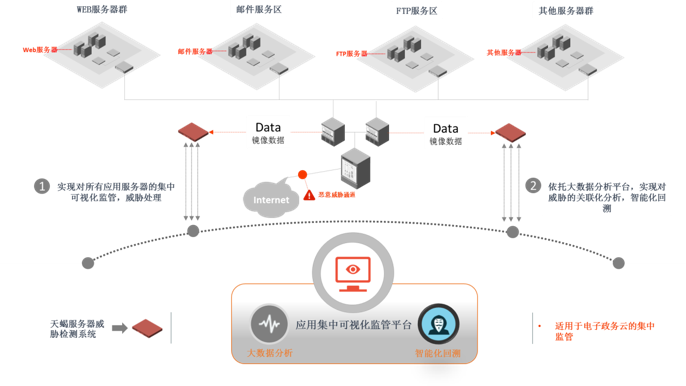 WEB服务器群
邮件服务区
FTP服务区
其他服务器群
Web服务器
邮件服务器
FTP服务器
其他服务器
Data
镜像数据
Data
镜像数据
Internet
恶意威胁涌进
1
实现对所有应用服务器的集中
可视化监管，威胁处理
2
依托大数据分析平台，实现对
威胁的关联化分析，智能化回
溯
天蝎服务器威
胁检测系统
应用集中可视化监管平台
大数据分析
智能化回溯
• 适用于电子政务云的集中
监管